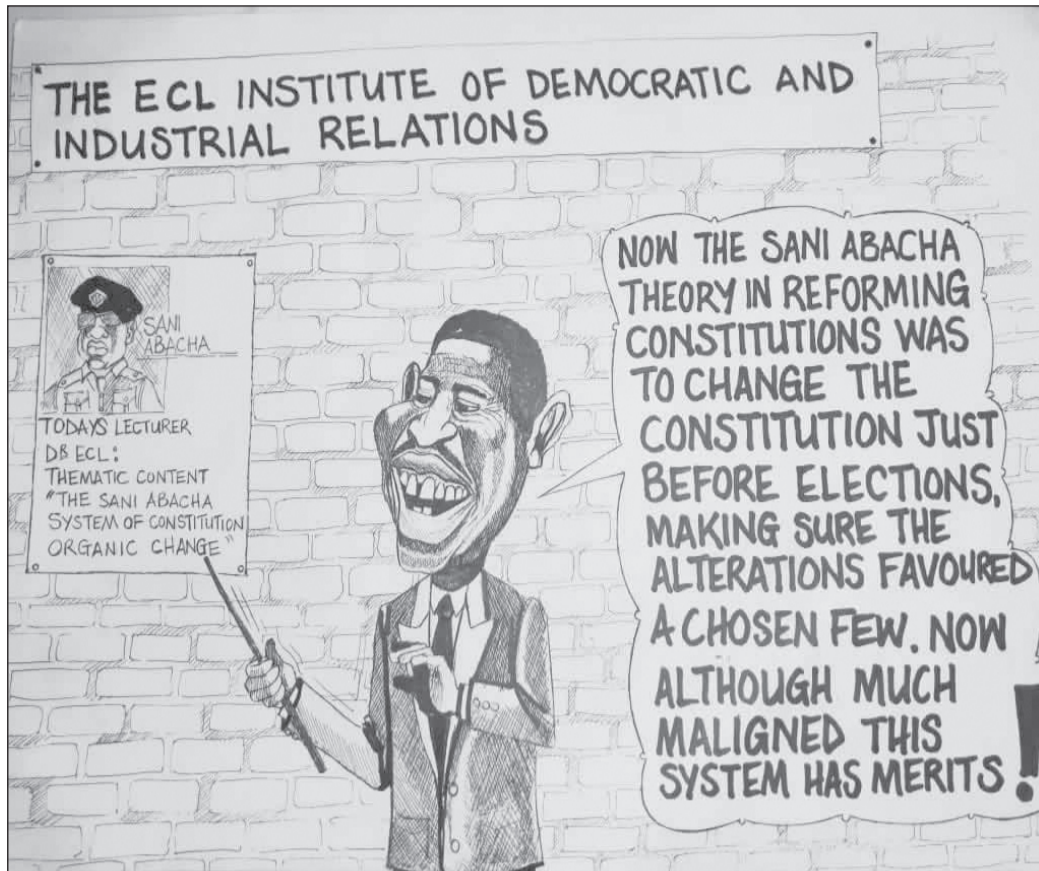 THE ECL INSTITUTE OF DEMOCRATIC AND
INDUSTRIAL RELATIONS
SANI
ABACHA
TODAYS LECTURER
DR ECL:
THEMATIC CONTENT
"THE SANI ABACHA
SYSTEM OF CONSTITUTION
ORGANIC CHANGE"
NOW THE SANI ABACHA
THEORY IN REFORMING
CONSTITUTIONS WAS
TO CHANGE THE
CONSTITUTION JUST
BEFORE ELECTIONS,
MAKING SURE THE
ALTERATIONS FAVOURED
A CHOSEN FEW. NOW
ALTHOUGH MUCH
MALIGNED THIS
SYSTEM HAS MERITS!